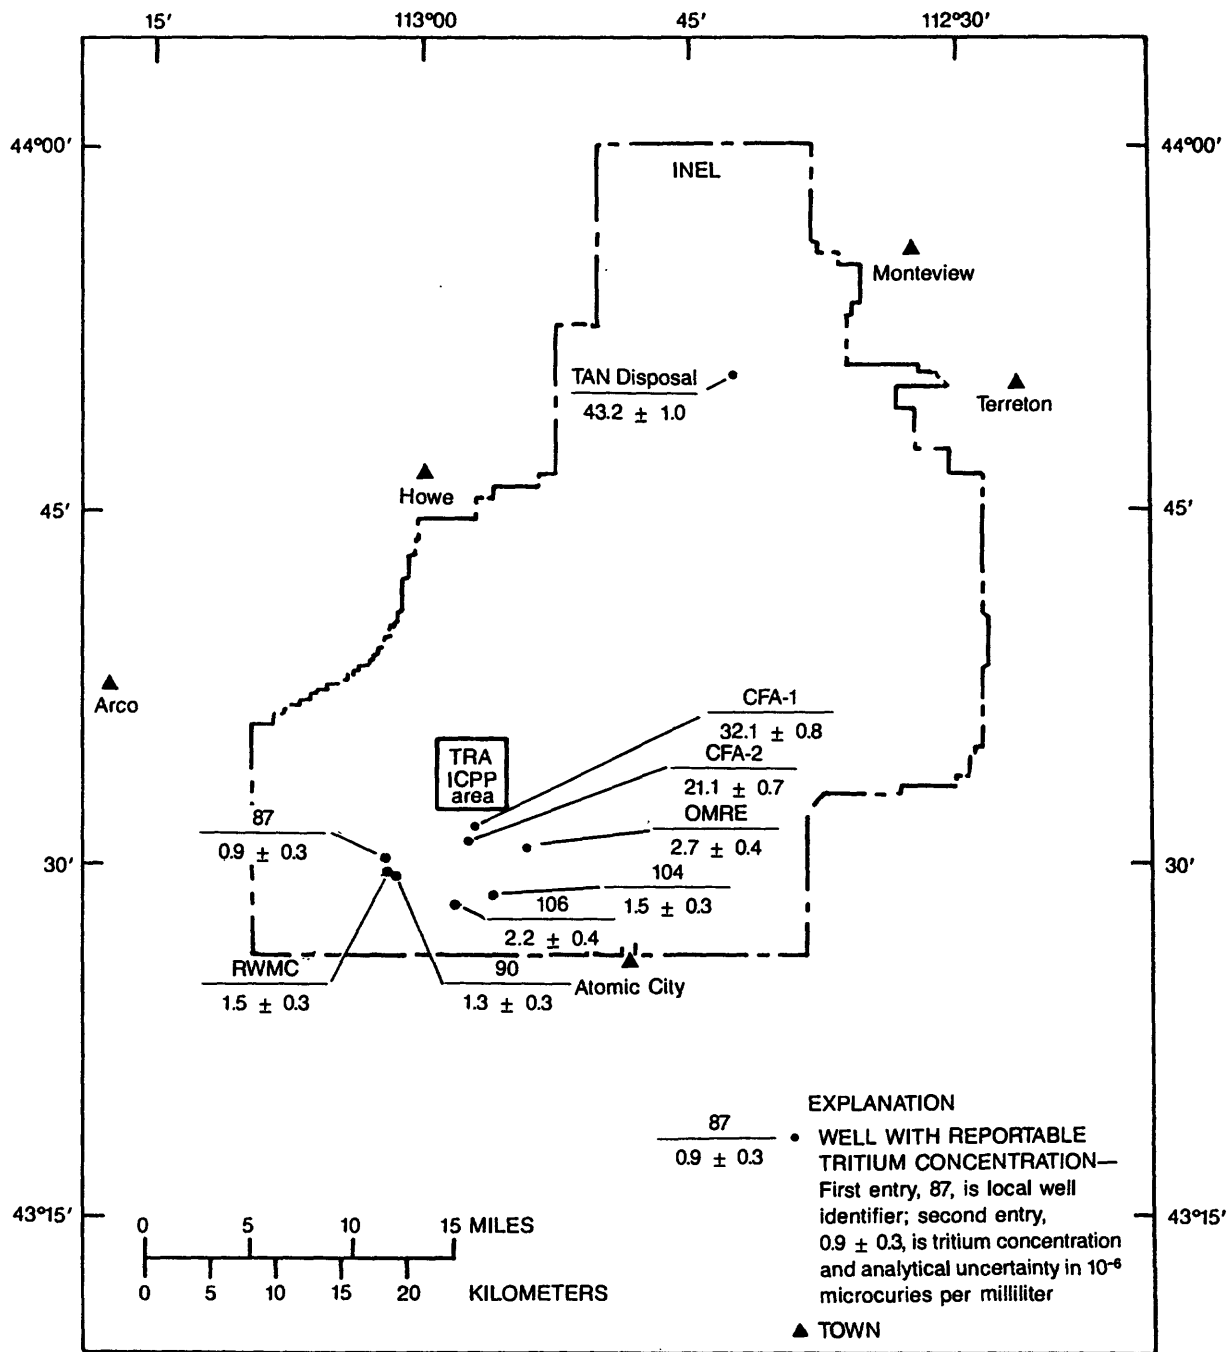 15' 113°00' 45' 112°30'
44°00' 44°00'
INEL
Monteview
TAN Disposal
43.2 ± 1.0
Terreton
Howe
45' 45'
Arco
CFA-1
32.1 ± 0.8
TRA
ICPP
area
CFA-2
21.1 ± 0.7
87
0.9 ± 0.3
OMRE
2.7 ± 0.4
30' 30'
104
1.5 ± 0.3
106
2.2 ± 0.4
RWMC
1.5 ± 0.3
90
1.3 ± 0.3
Atomic City
EXPLANATION
87
0.9 ± 0.3
WELL WITH REPORTABLE
TRITIUM CONCENTRATION—
First entry, 87, is local well
identifier; second entry,
0.9 ± 0.3, is tritium concentration
and analytical uncertainty in 10⁻⁶
microcuries per milliliter
TOWN
43°15' 43°15'
0 5 10 15 MILES
0 5 10 15 20 KILOMETERS